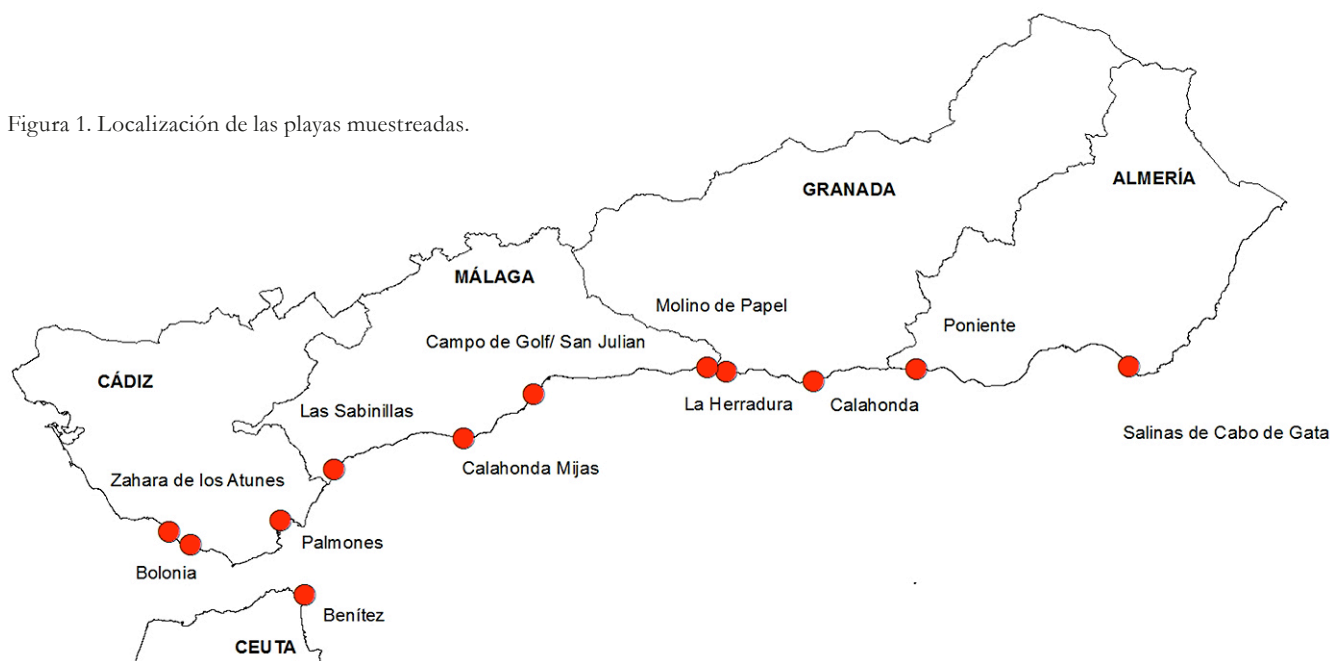 Figura 1. Localización de las playas muestreadas.
GRANADA
ALMERÍA
MÁLAGA
Molino de Papel
Poniente
Campo de Golf/ San Julian
CÁDIZ
Las Sabinillas
La Herradura
Calahonda
Salinas de Cabo de Gata
Calahonda Mijas
Zahara de los Atunes
Palmones
Bolonia
Benítez
CEUTA